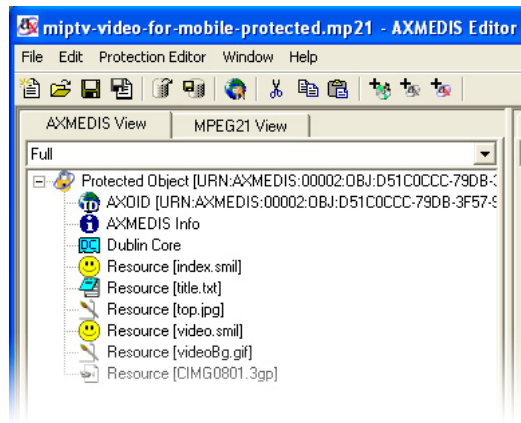 miptv-video-for-mobile-protected.mp21 - AXMEDIS Editor
File Edit Protection Editor Window Help
AXMEDIS View MPEG21 View
Full
Protected Object [URN:AXMEDIS:00002:OBJ:D51C0CCC-79DB-
AXOID [URN:AXMEDIS:00002:OBJ:D51C0CCC-79DB-3F57-
AXMEDIS Info
DC Dublin Core
Resource [index.smil]
Resource [title.txt]
Resource [top.jpg]
Resource [video.smil]
Resource [videoBg.gif]
Resource [CIMG0801.3gp]